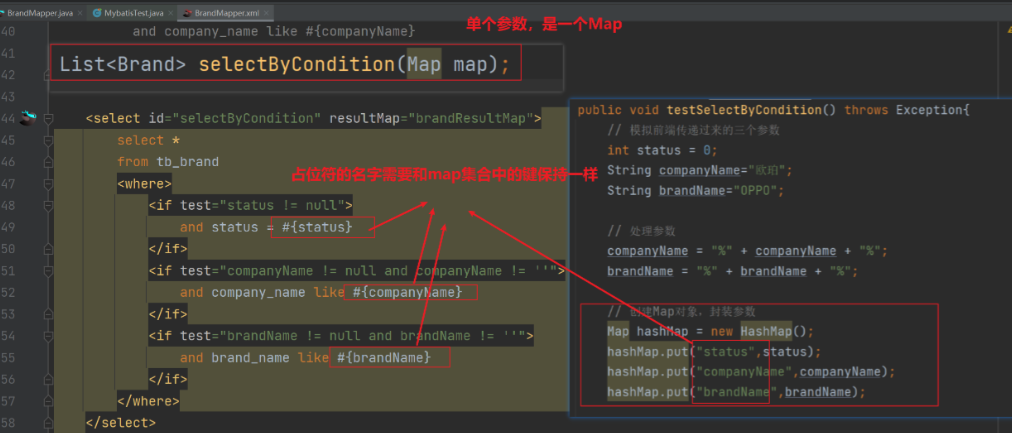 BrandMapper.java × MybatisTest.java × BrandMapper.xml ×
单个参数，是一个Map
40 and company_name like #{companyName}
41
42
List<Brand> selectByCondition(Map map);
43
44 <select id="selectByCondition" resultMap="brandResultMap">
45 select *
46 from tb_brand
47 <where>
占位符的名字需要和map集合中的键保持一样
48 <if test="status != null">
49 and status = #{status}
50 </if>
51 <if test="companyName != null and companyName != ''">
52 and company_name like #{companyName}
53 </if>
54 <if test="brandName != null and brandName != ''">
55 and brand_name like #{brandName}
56 </if>
57 </where>
58 </select>
public void testSelectByCondition() throws Exception{
// 模拟前端传递过来的三个参数
int status = 0;
String companyName="欧珀";
String brandName="OPPO";
// 处理参数
companyName = "%" + companyName + "%";
brandName = "%" + brandName + "%";
// 创建Map对象，封装参数
Map hashMap = new HashMap();
hashMap.put("status",status);
hashMap.put("companyName",companyName);
hashMap.put("brandName",brandName);